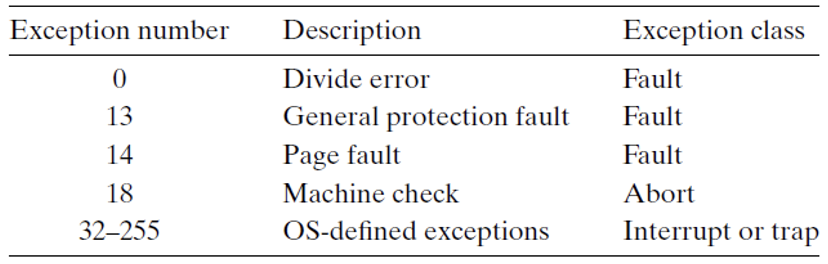 Exception number Description Exception class
0 Divide error Fault
13 General protection fault Fault
14 Page fault Fault
18 Machine check Abort
32–255 OS-defined exceptions Interrupt or trap